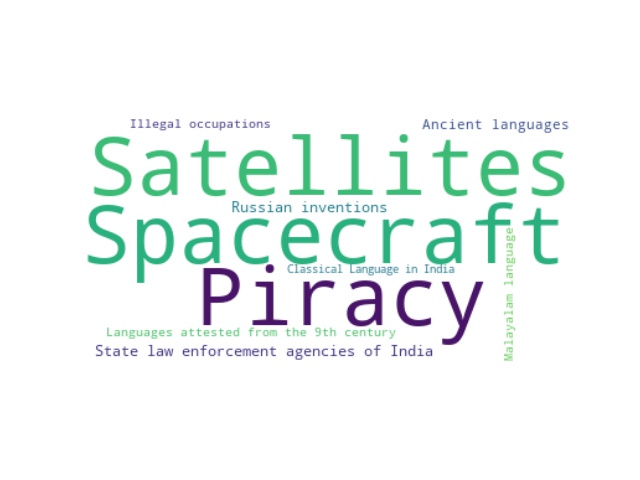 Illegal occupations
Ancient languages
Satellites
Russian inventions
Spacecraft
Classical Language in India
Piracy
Malayalam language
Languages attested from the 9th century
State law enforcement agencies of India